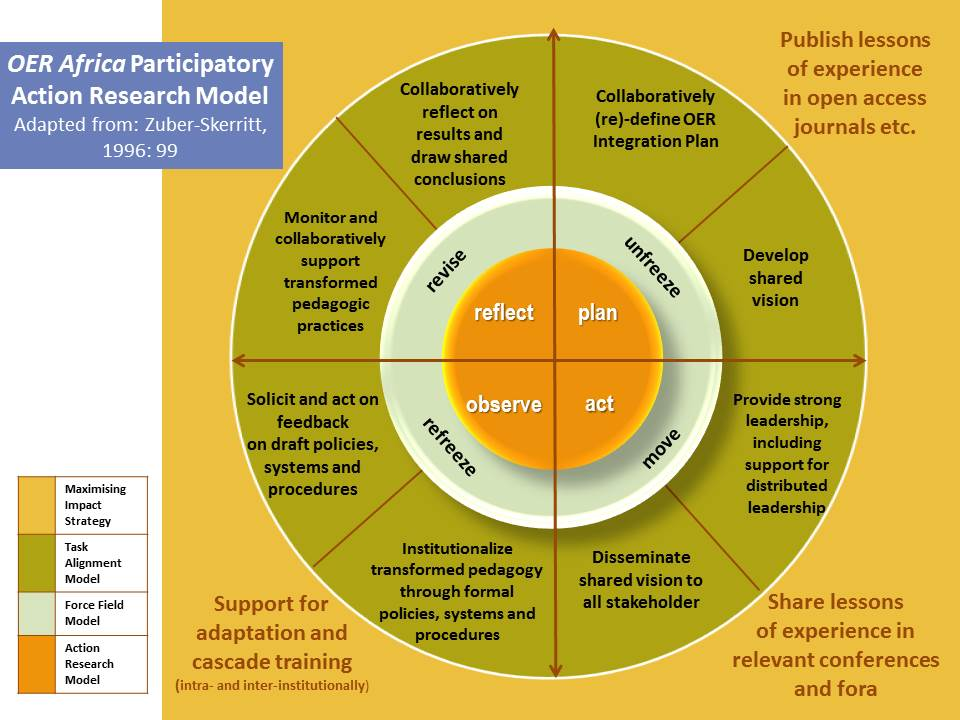 OER Africa Participatory
Action Research Model
Adapted from: Zuber-Skerritt,
1996: 99
Publish lessons
of experience
in open access
journals etc.
Collaboratively
reflect on
results and
draw shared
conclusions
Collaboratively
(re)-define OER
Integration Plan
Monitor and
collaboratively
support
transformed
pedagogic
practices
Develop
shared
vision
revise
unfreeze
reflect
plan
observe
act
refreeze
move
Solicit and act on
feedback
on draft policies,
systems and
procedures
Provide strong
leadership,
including
support for
distributed
leadership
Institutionalize
transformed pedagogy
through formal
policies, systems and
procedures
Disseminate
shared vision to
all stakeholder
Support for
adaptation and
cascade training
(intra- and inter-institutionally)
Share lessons
of experience in
relevant conferences
and fora
Maximising
Impact
Strategy
Task
Alignment
Model
Force Field
Model
Action
Research
Model